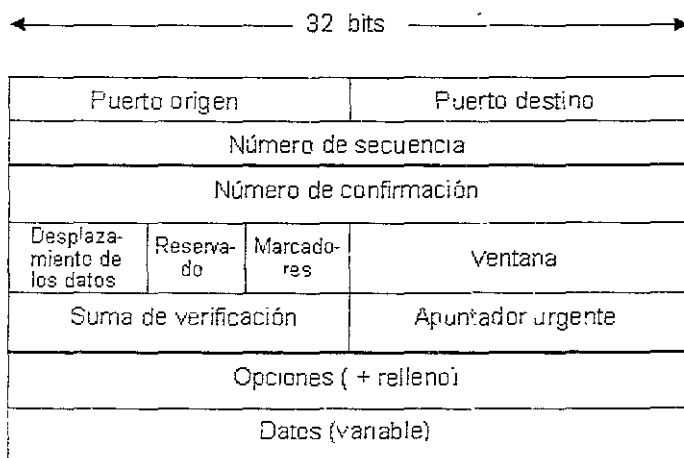 32 bits
Puerto origen
Puerto destino
Número de secuencia
Número de confirmación
Desplaza-
miento de
los datos
Reserva-
do
Marcado-
res
Ventana
Suma de verificación
Apuntador urgente
Opciones ( + relleno)
Datos (variable)